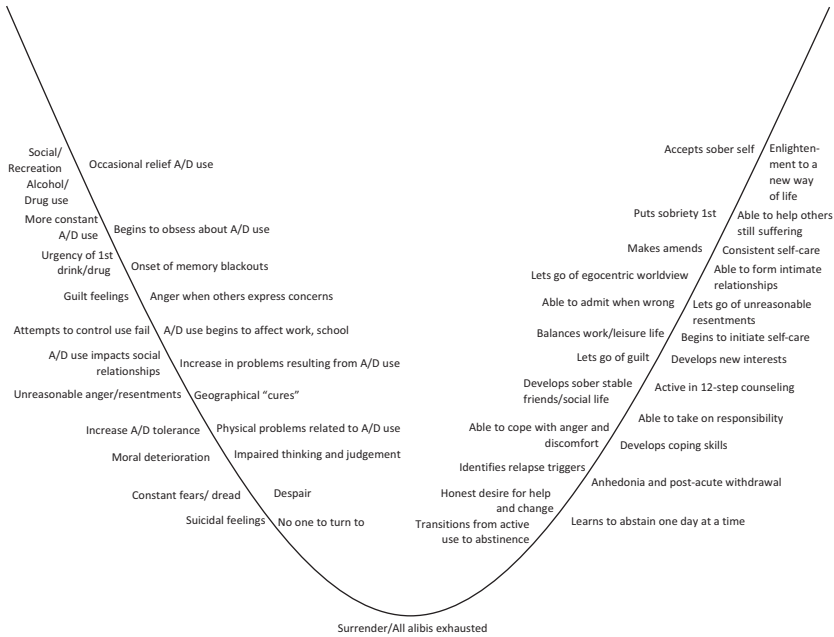 Social/
Recreation
Alcohol/
Drug use
Occasional relief A/D use
More constant
A/D use
Begins to obsess about A/D use
Urgency of 1st
drink/drug
Onset of memory blackouts
Guilt feelings
Anger when others express concerns
Attempts to control use fail
A/D use begins to affect work, school
A/D use impacts social
relationships
Increase in problems resulting from A/D use
Unreasonable anger/resentments
Geographical “cures”
Increase A/D tolerance
Physical problems related to A/D use
Moral deterioration
Impaired thinking and judgement
Constant fears/ dread
Despair
Suicidal feelings
No one to turn to
Surrender/All alibis exhausted
Accepts sober self
Enlighten-
ment to a
new way
of life
Puts sobriety 1st
Able to help others
still suffering
Makes amends
Consistent self-care
Lets go of egocentric worldview
Able to form intimate
relationships
Able to admit when wrong
Lets go of unreasonable
resentments
Balances work/leisure life
Begins to initiate self-care
Lets go of guilt
Develops new interests
Develops sober stable
friends/social life
Active in 12-step counseling
Able to cope with anger and
discomfort
Able to take on responsibility
Develops coping skills
Identifies relapse triggers
Anhedonia and post-acute withdrawal
Honest desire for help
and change
Transitions from active
use to abstinence
Learns to abstain one day at a time